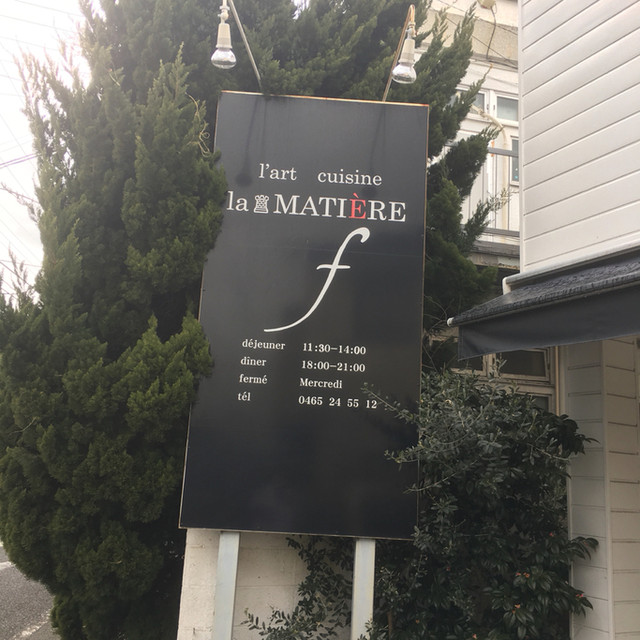 l'art cuisine
la MATIÈRE
f
déjeuner 11:30-14:00
dîner 18:00-21:00
fermé Mercredi
tél 0465 24 55 12